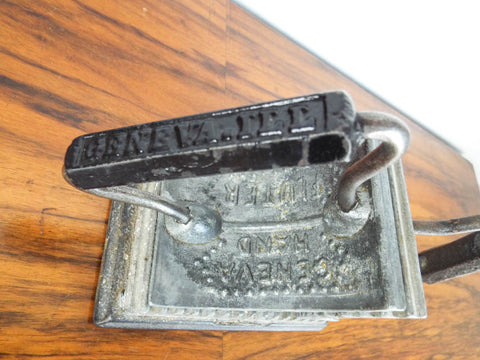 GENEVA. ILL
GENEVA
HAND
FLUTER